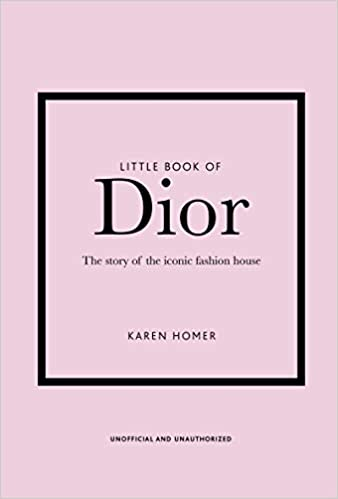 LITTLE BOOK OF
Dior
The story of the iconic fashion house
KAREN HOMER
UNOFFICIAL AND UNAUTHORIZED